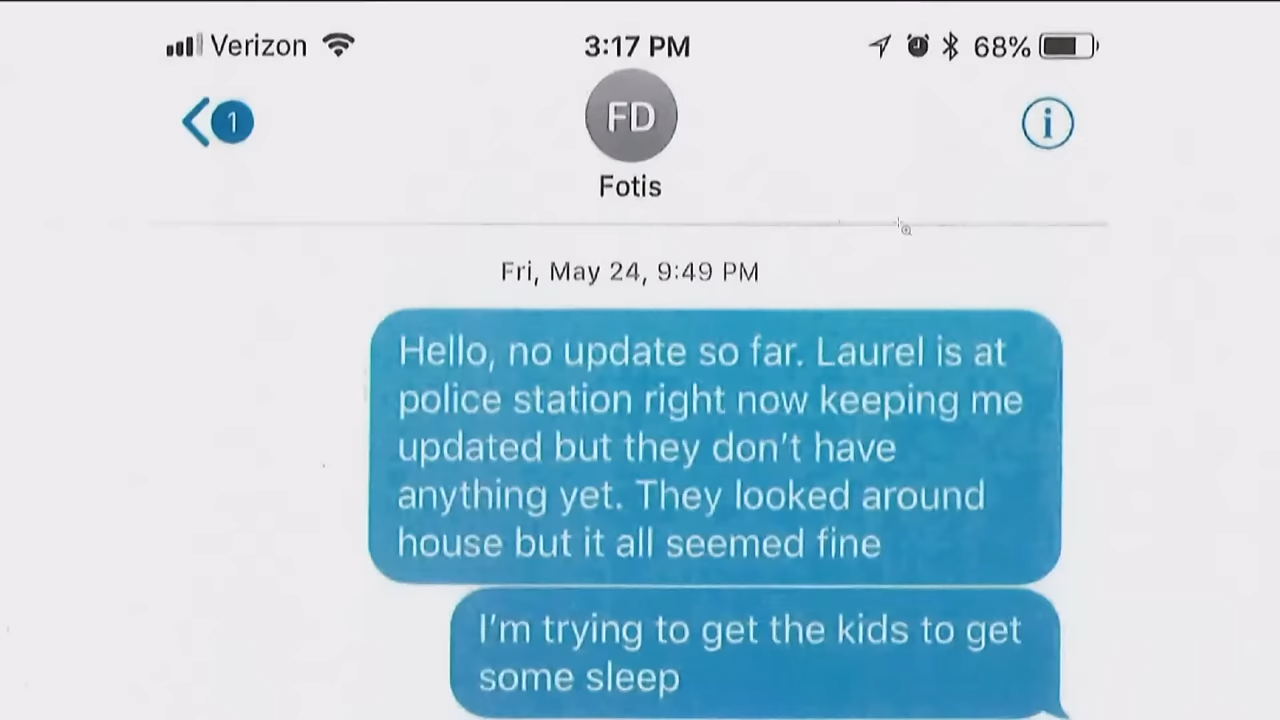 Verizon 3:17 PM 68%
1 FD i
Fotis
Fri, May 24, 9:49 PM
Hello, no update so far. Laurel is at
police station right now keeping me
updated but they don't have
anything yet. They looked around
house but it all seemed fine
I'm trying to get the kids to get
some sleep